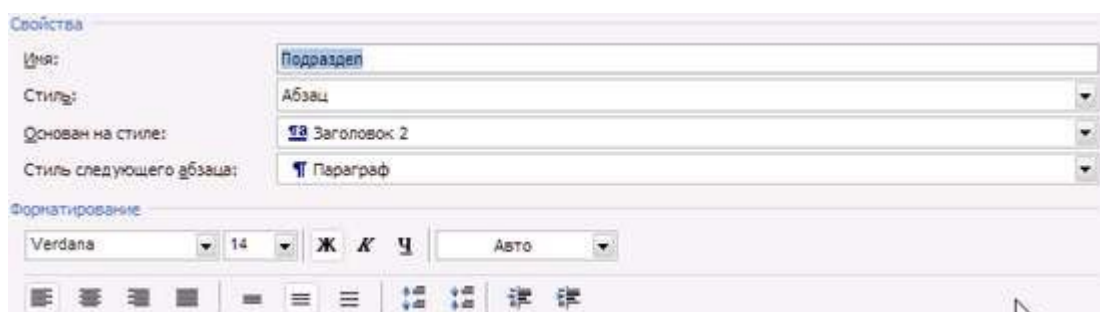 Свойства
Имя: Подраздел
Стиль: Абзац
Основан на стиле: ¶a Заголовок 2
Стиль следующего абзаца: ¶ Параграф
Форматирование
Verdana 14 Ж К Ч Авто